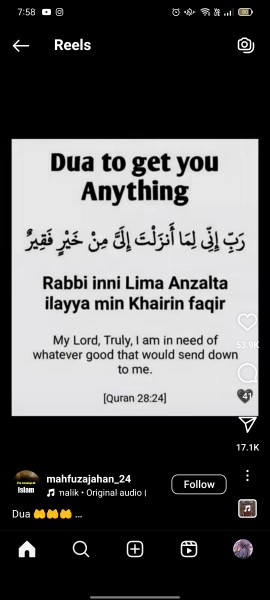 7:58
Reels
Dua to get you
Anything
رَبِّ إِنِّي لِمَا أَنزَلْتَ إِلَيَّ مِنْ خَيْرٍ فَقِيرٌ
Rabbi inni Lima Anzalta
ilayya min Khairin faqir
My Lord, Truly, I am in need of
whatever good that would send down
to me.
[Quran 28:24]
53.9K
41
17.1K
Islam
mahfuzajahan_24
malik • Original audio
Follow
Dua 🤲🤲🤲 ...